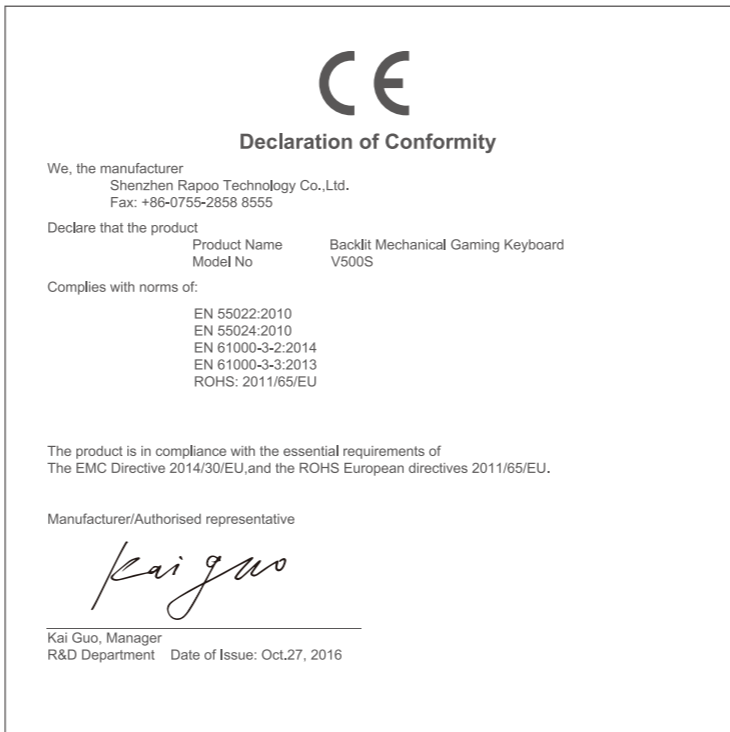 CE
Declaration of Conformity
We, the manufacturer
Shenzhen Rapoo Technology Co.,Ltd.
Fax: +86-0755-2858 8555
Declare that the product
Product Name Backlit Mechanical Gaming Keyboard
Model No V500S
Complies with norms of:
EN 55022:2010
EN 55024:2010
EN 61000-3-2:2014
EN 61000-3-3:2013
ROHS: 2011/65/EU
The product is in compliance with the essential requirements of
The EMC Directive 2014/30/EU,and the ROHS European directives 2011/65/EU.
Manufacturer/Authorised representative
Kai guo
Kai Guo, Manager
R&D Department Date of Issue: Oct.27, 2016